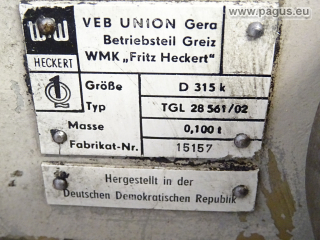 © www.pagus.eu
VEB UNION Gera
Betriebsteil Greiz
WMK „Fritz Heckert"
HECKERT
1
Q
Größe D 315 k
Typ TGL 28 561/02
Masse 0,100 t
Fabrikat-Nr. 15157
Hergestellt in der
Deutschen Demokratischen Republik